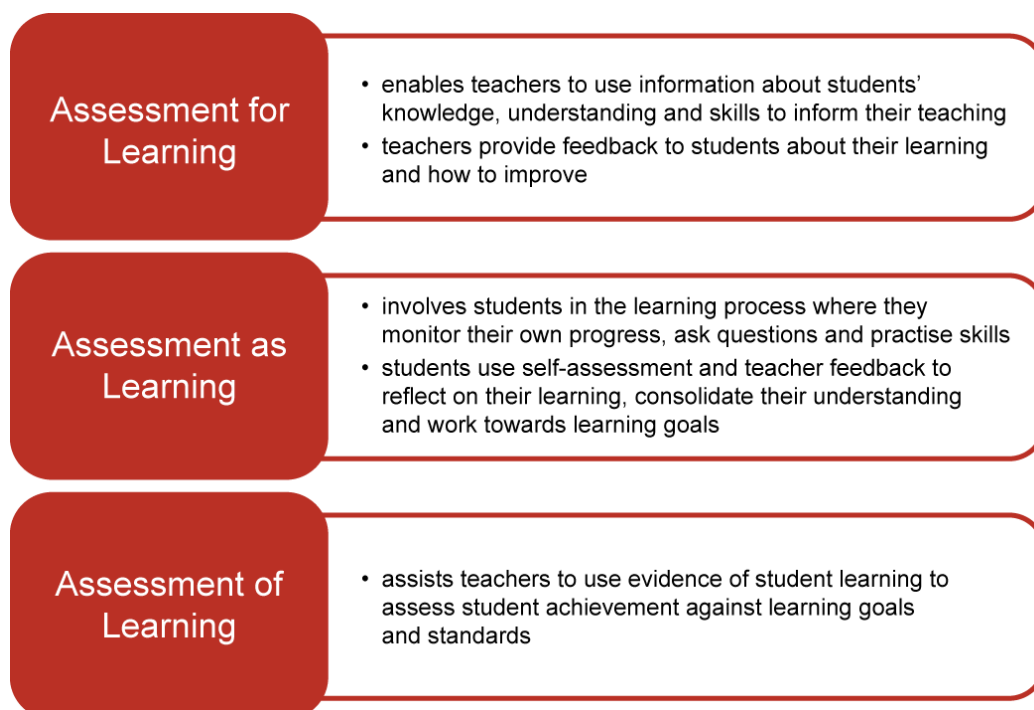 Assessment for
Learning
• enables teachers to use information about students’
knowledge, understanding and skills to inform their teaching
• teachers provide feedback to students about their learning
and how to improve
Assessment as
Learning
• involves students in the learning process where they
monitor their own progress, ask questions and practise skills
• students use self-assessment and teacher feedback to
reflect on their learning, consolidate their understanding
and work towards learning goals
Assessment of
Learning
• assists teachers to use evidence of student learning to
assess student achievement against learning goals
and standards